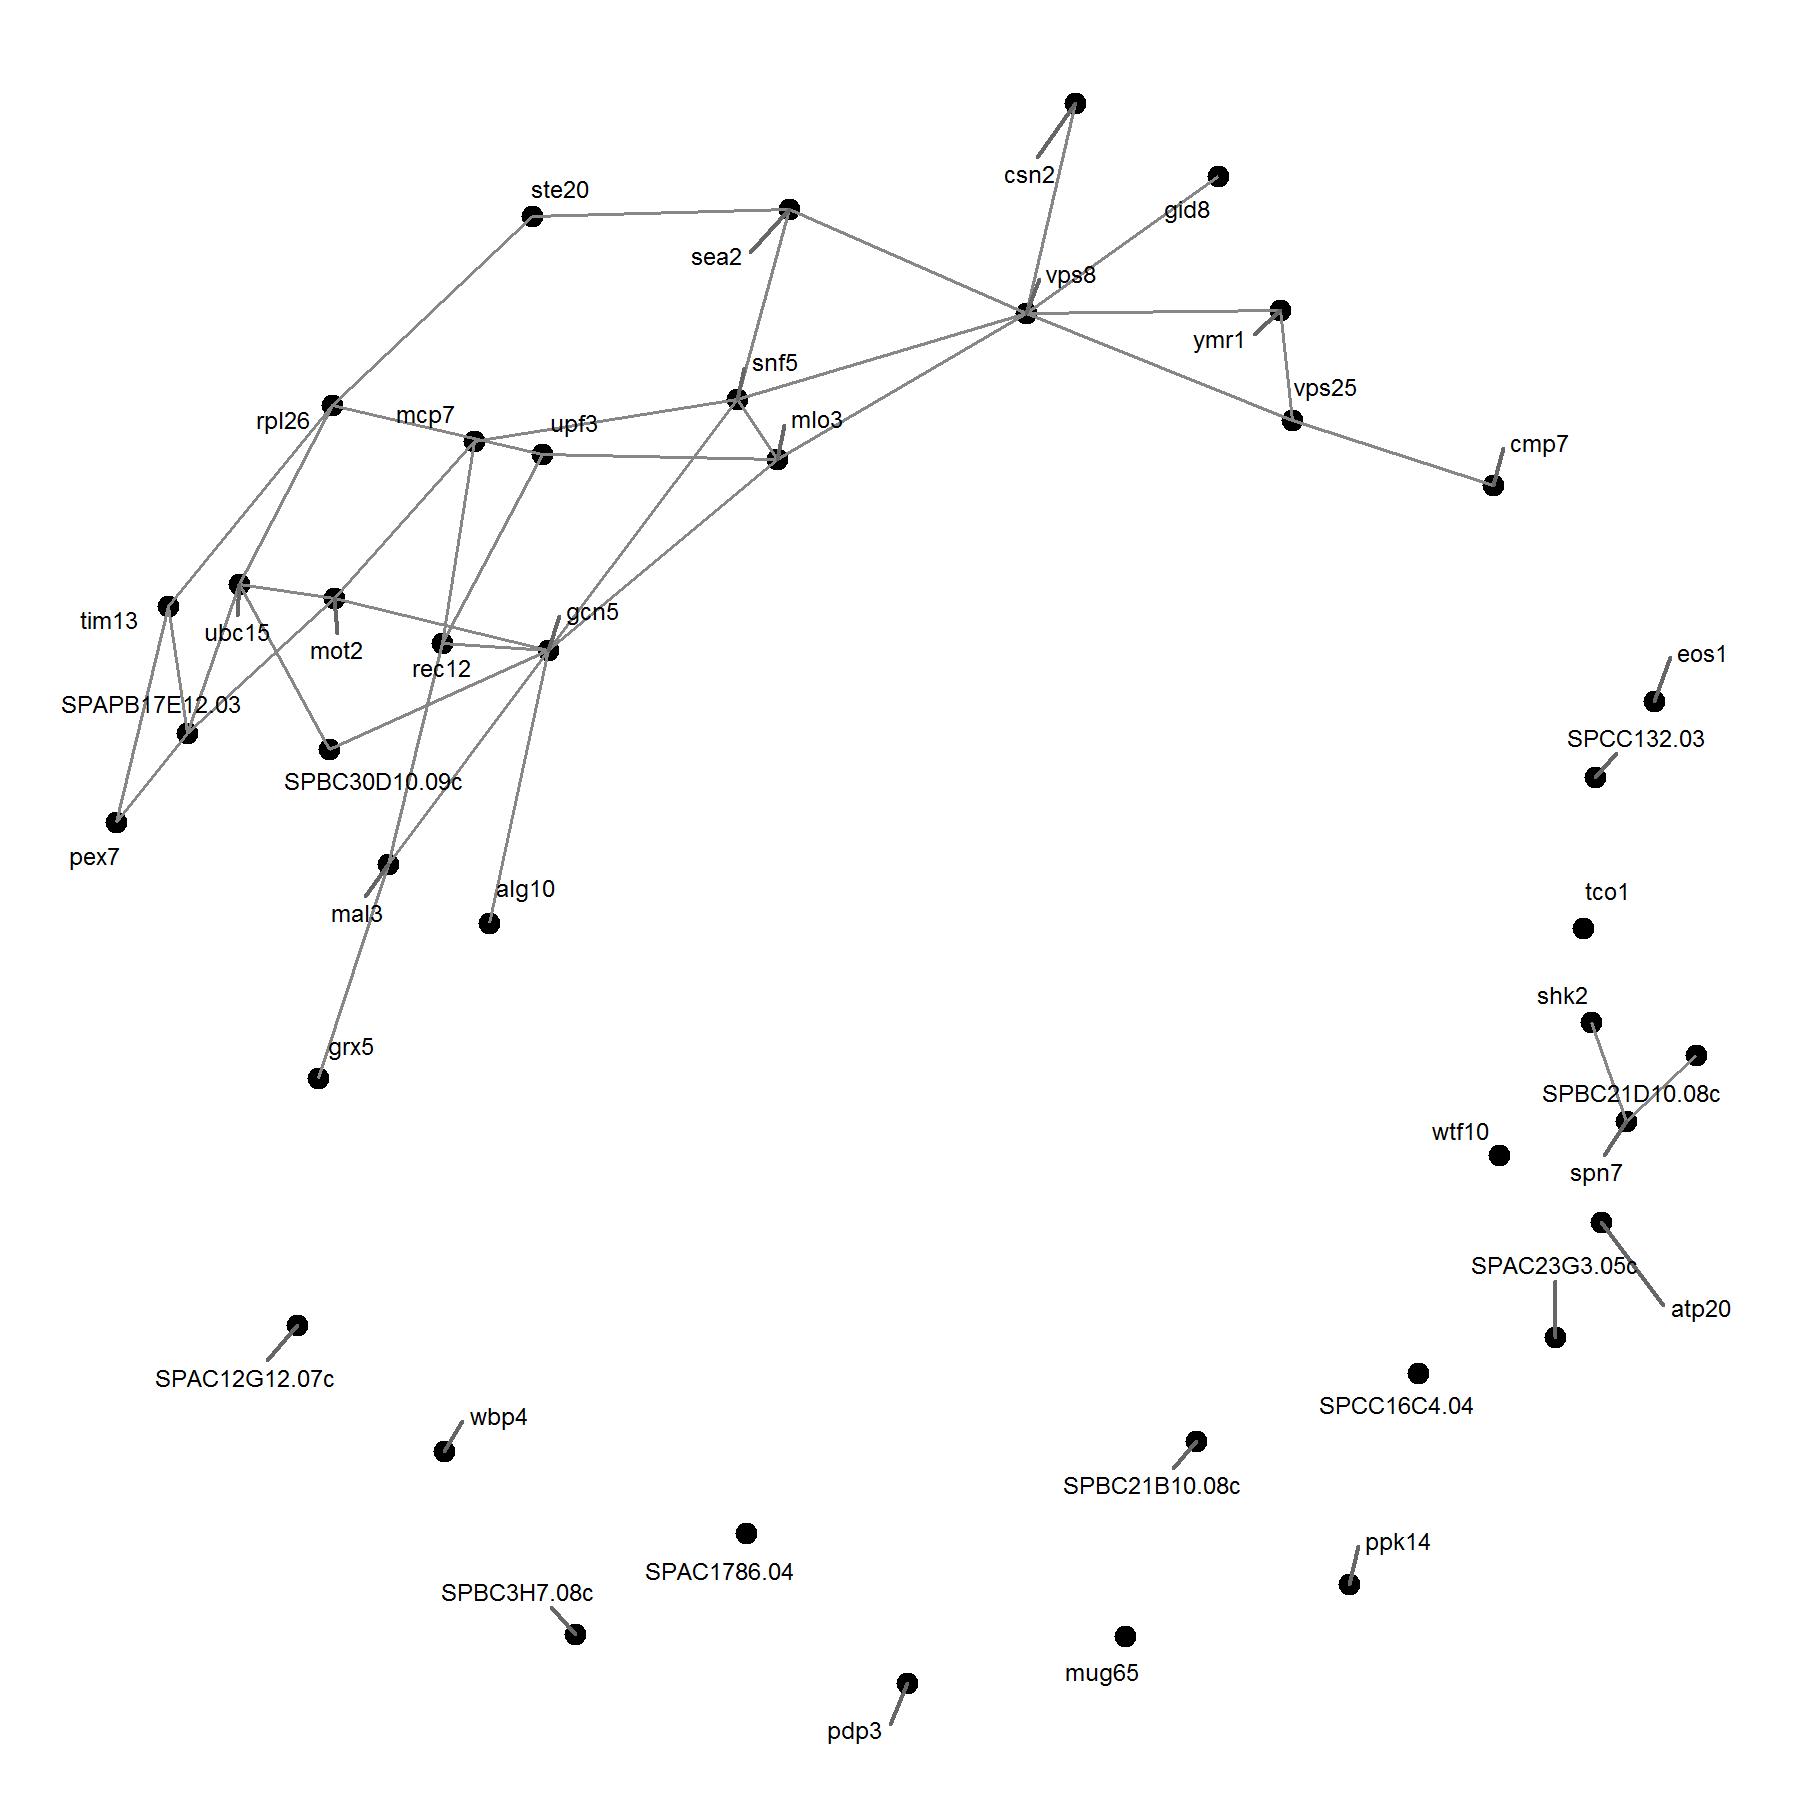 csn2
ste20
gid8
sea2
vps8
ymr1
snf5
vps25
mcp7
rpl26
upf3
mlo3
cmp7
gcn5
tim13
ubc15
mot2
rec12
eos1
SPAPB17E12.03
SPCC132.03
SPBC30D10.09c
pex7
alg10
tco1
mal3
shk2
grx5
SPBC21D10.08c
wtf10
spn7
SPAC23G3.05c
atp20
SPAC12G12.07c
SPCC16C4.04
wbp4
SPBC21B10.08c
ppk14
SPAC1786.04
SPBC3H7.08c
mug65
pdp3